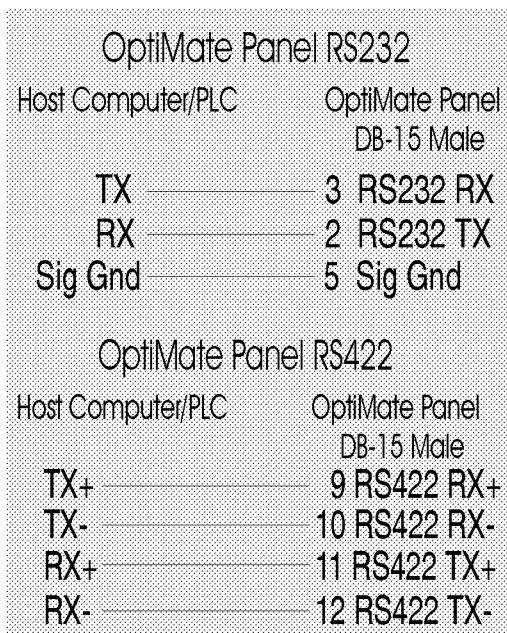 OptiMate Panel RS232
Host Computer/PLC OptiMate Panel
DB-15 Male
TX 3 RS232 RX
RX 2 RS232 TX
Sig Gnd 5 Sig Gnd
OptiMate Panel RS422
Host Computer/PLC OptiMate Panel
DB-15 Male
TX+ 9 RS422 RX+
TX- 10 RS422 RX-
RX+ 11 RS422 TX+
RX- 12 RS422 TX-